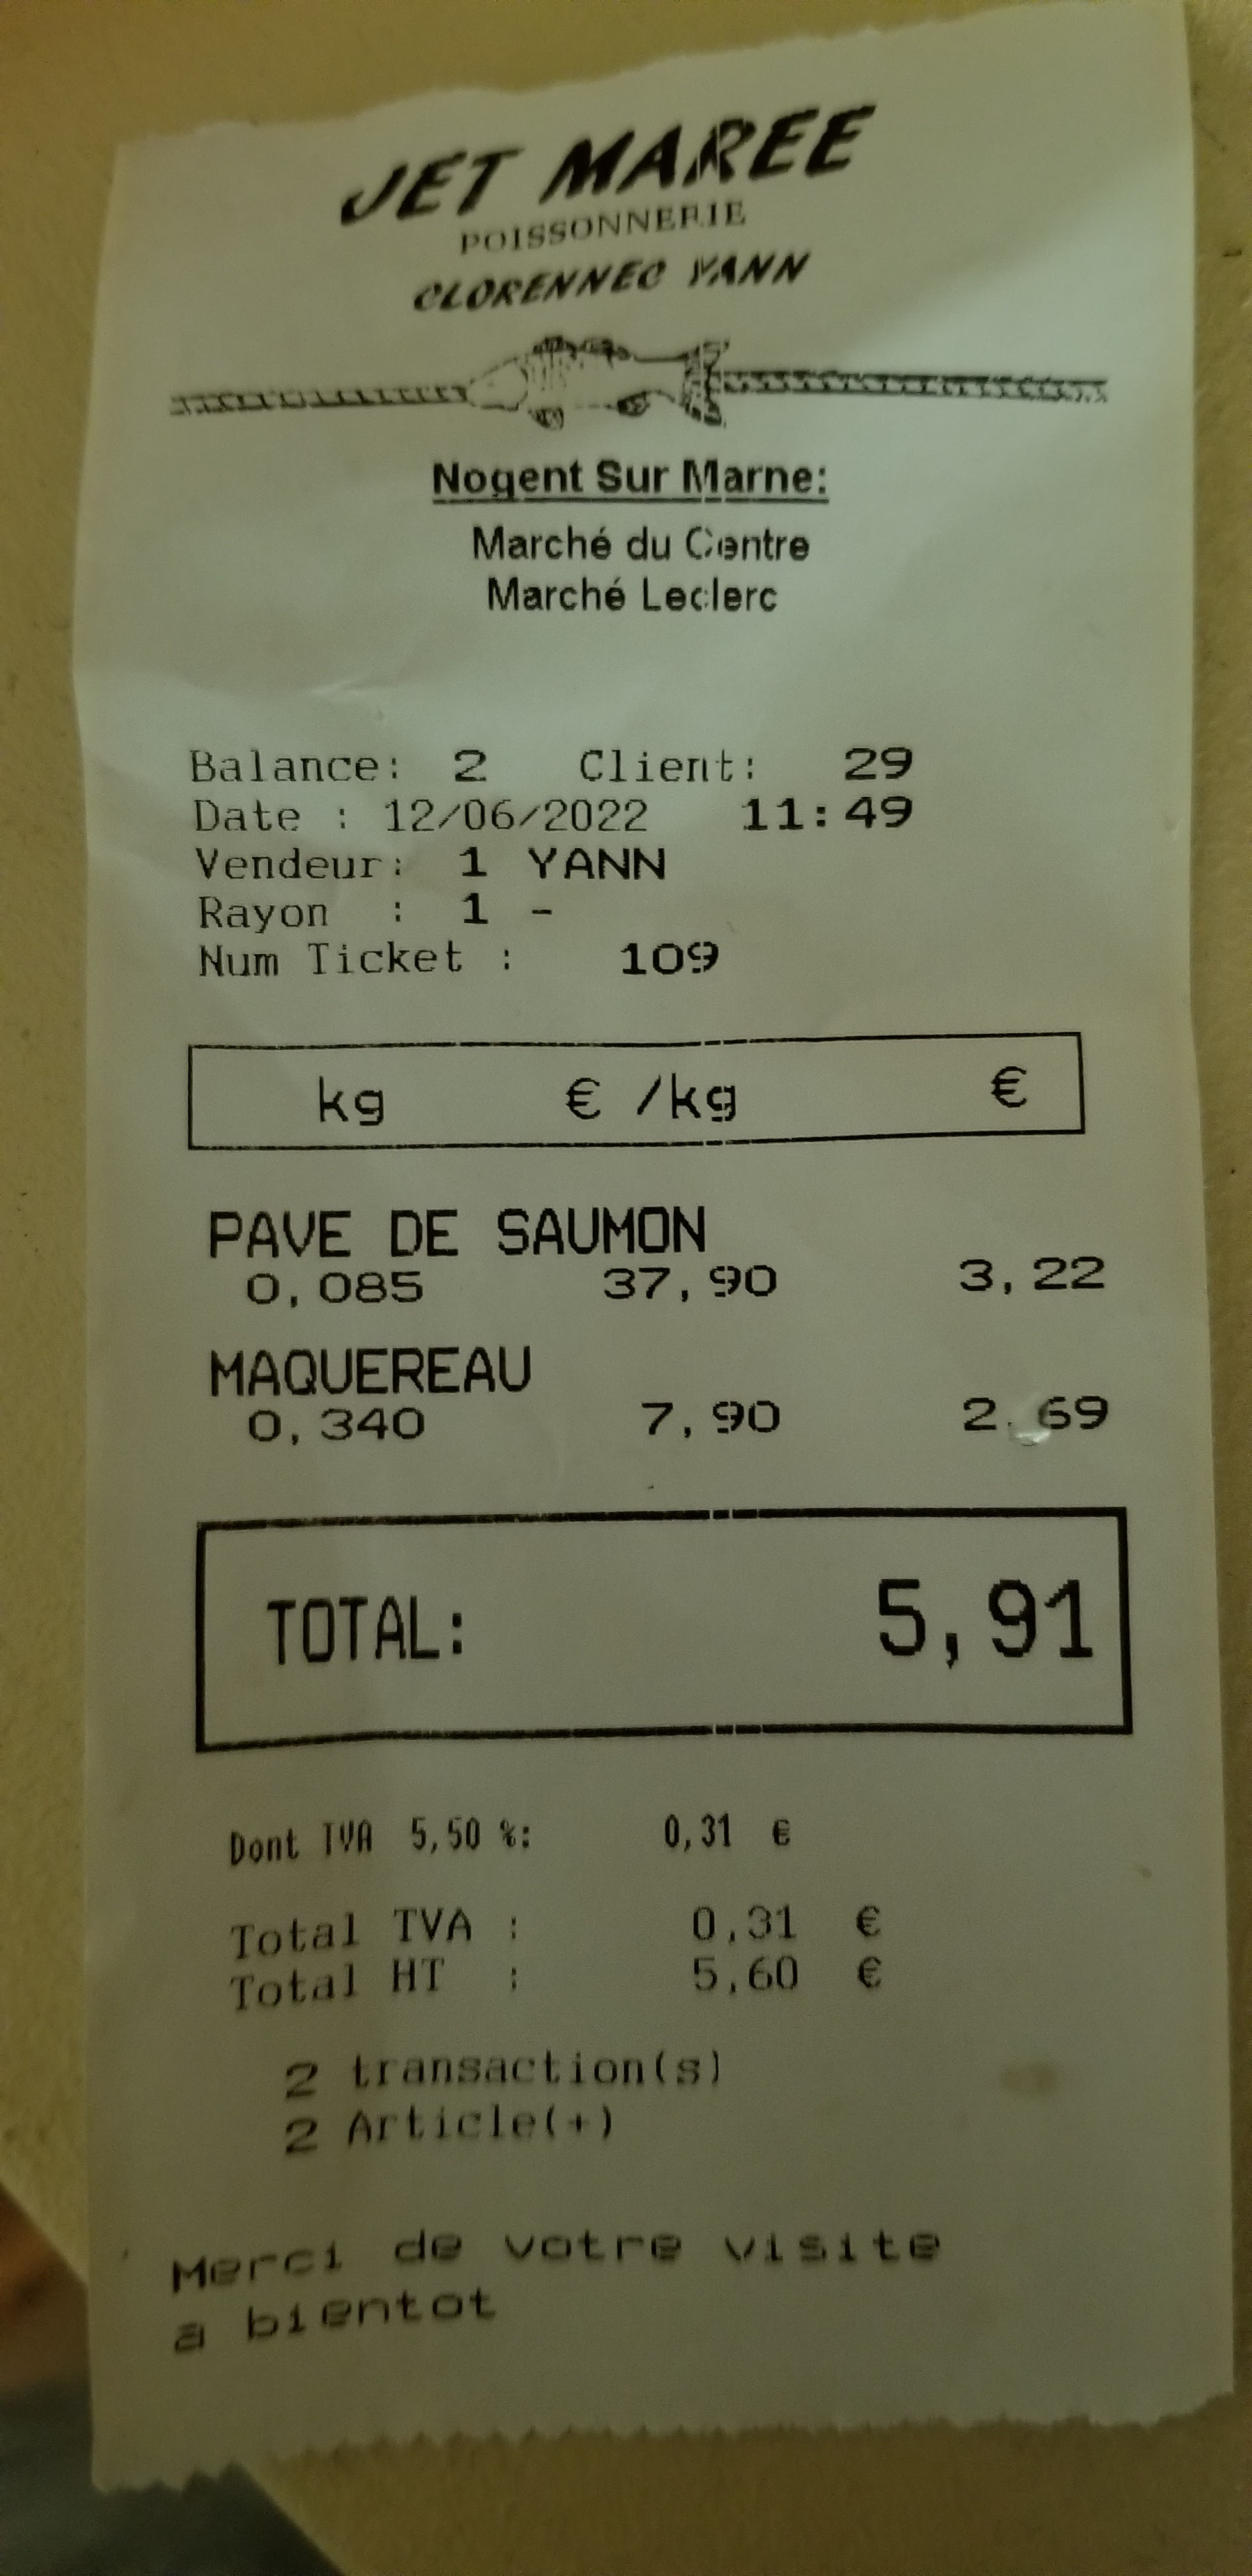 JET MAREE
POISSONNERIE
CLORENNEC YANN
Nogent Sur Marne:
Marché du Centre
Marché Leclerc
Balance: 2 Client: 29
Date : 12/06/2022 11:49
Vendeur: 1 YANN
Rayon : 1 -
Num Ticket : 109
kg € /kg €
PAVE DE SAUMON
0,085 37,90 3,22
MAQUEREAU
0,340 7,90 2,69
TOTAL: 5,91
Dont TVA 5,50 %: 0,31 €
Total TVA : 0,31 €
Total HT : 5,60 €
2 transaction(s)
2 Article(+)
Merci de votre visite
a bientot